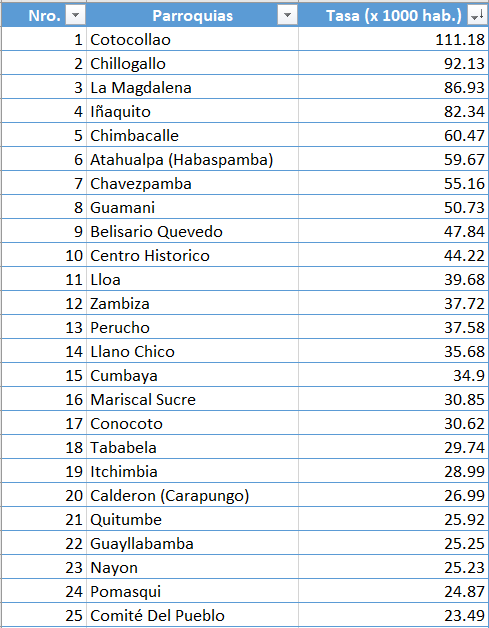 Nro. Parroquias Tasa (x 1000 hab.)
1 Cotocollao 111.18
2 Chillogallo 92.13
3 La Magdalena 86.93
4 Iñaquito 82.34
5 Chimbacalle 60.47
6 Atahualpa (Habaspamba) 59.67
7 Chavezpamba 55.16
8 Guamani 50.73
9 Belisario Quevedo 47.84
10 Centro Historico 44.22
11 Lloa 39.68
12 Zambiza 37.72
13 Perucho 37.58
14 Llano Chico 35.68
15 Cumbaya 34.9
16 Mariscal Sucre 30.85
17 Conocoto 30.62
18 Tababela 29.74
19 Itchimbia 28.99
20 Calderon (Carapungo) 26.99
21 Quitumbe 25.92
22 Guayllabamba 25.25
23 Nayon 25.23
24 Pomasqui 24.87
25 Comité Del Pueblo 23.49